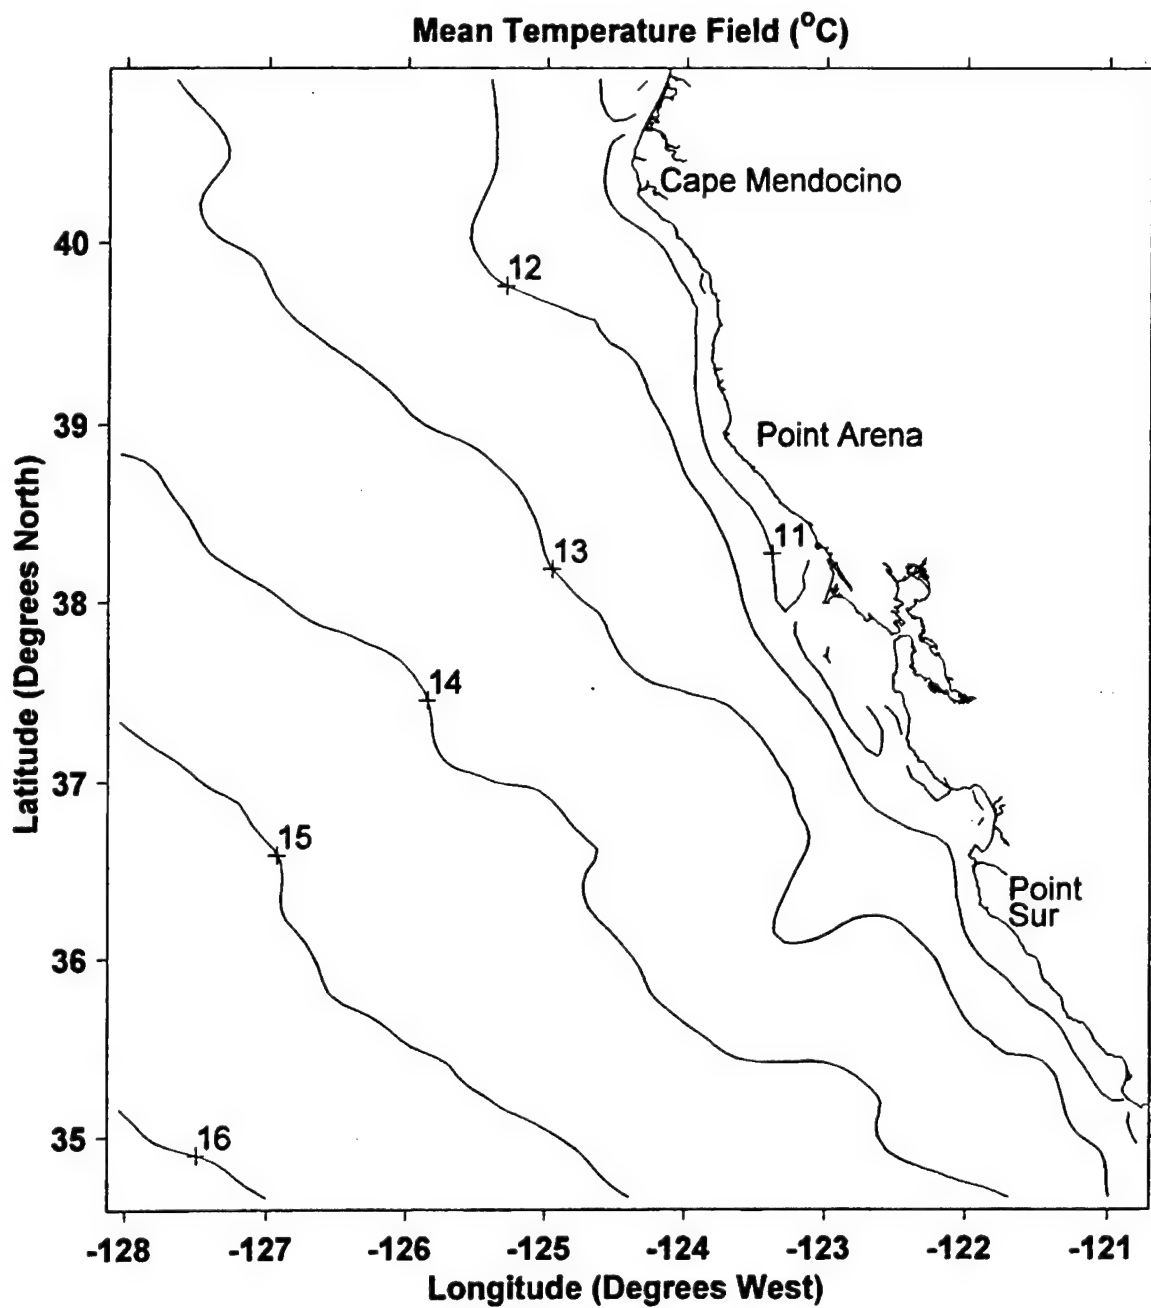 Mean Temperature Field (°C)
Cape Mendocino
40
12
39
Point Arena
11
13
38
14
37
15
Point
Sur
36
16
35
-128 -127 -126 -125 -124 -123 -122 -121
Longitude (Degrees West)
Latitude (Degrees North)